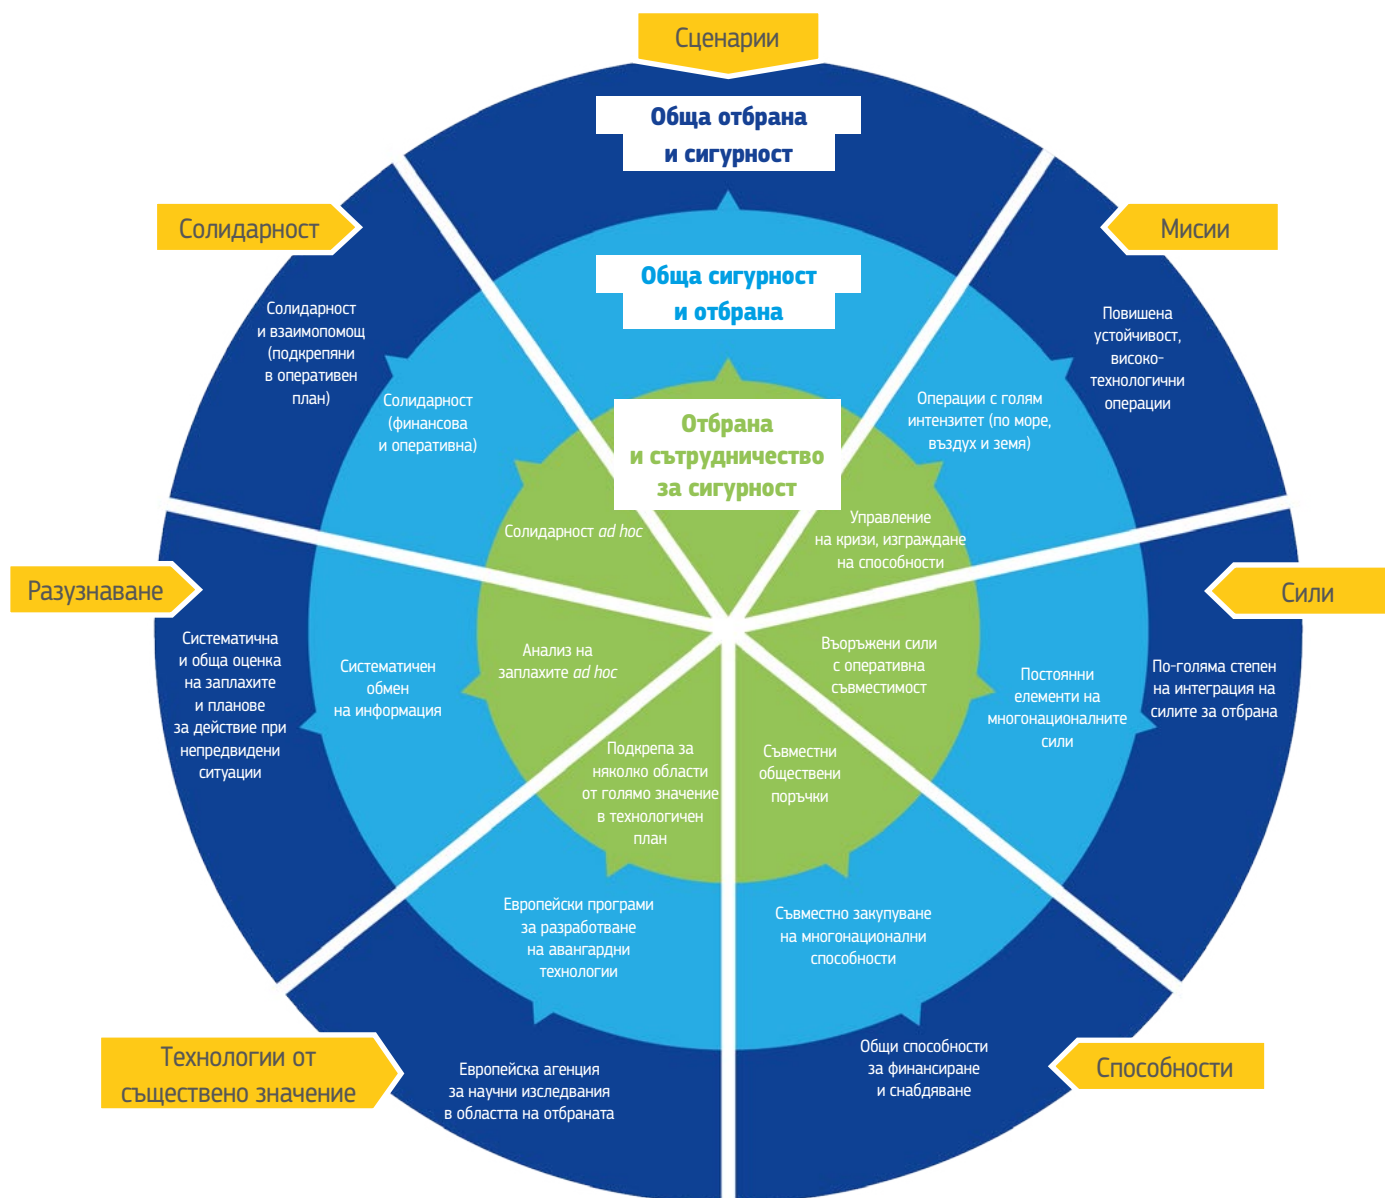 Сценарии
Обща отбрана
и сигурност
Обща сигурност
и отбрана
Отбрана
и сътрудничество
за сигурност
Мисии
Повишена
устойчивост,
високо-
технологични
операции
Операции с голям
интензитет (по море,
въздух и земя)
Управление
на кризи, изграждане
на способности
Сили
По-голяма степен
на интеграция на
силите за отбрана
Постоянни
елементи на
многонационалните
сили
Въоръжени сили
с оперативна
съвместимост
Способности
Общи способности
за финансиране
и снабдяване
Съвместно закупуване
на многонационални
способности
Съвместни
обществени
поръчки
Технологии от
съществено значение
Европейска агенция
за научни изследвания
в областта на отбраната
Европейски програми
за разработване
на авангардни
технологии
Подкрепа за
няколко области
от голямо значение
в технологичен
план
Разузнаване
Систематична
и обща оценка
на заплахите
и планове
за действие при
непредвидени
ситуации
Систематичен
обмен
на информация
Анализ на
заплахите ad hoc
Солидарност
Солидарност
и взаимопомощ
(подкрепяни
в оперативен
план)
Солидарност
(финансова
и оперативна)
Солидарност ad hoc